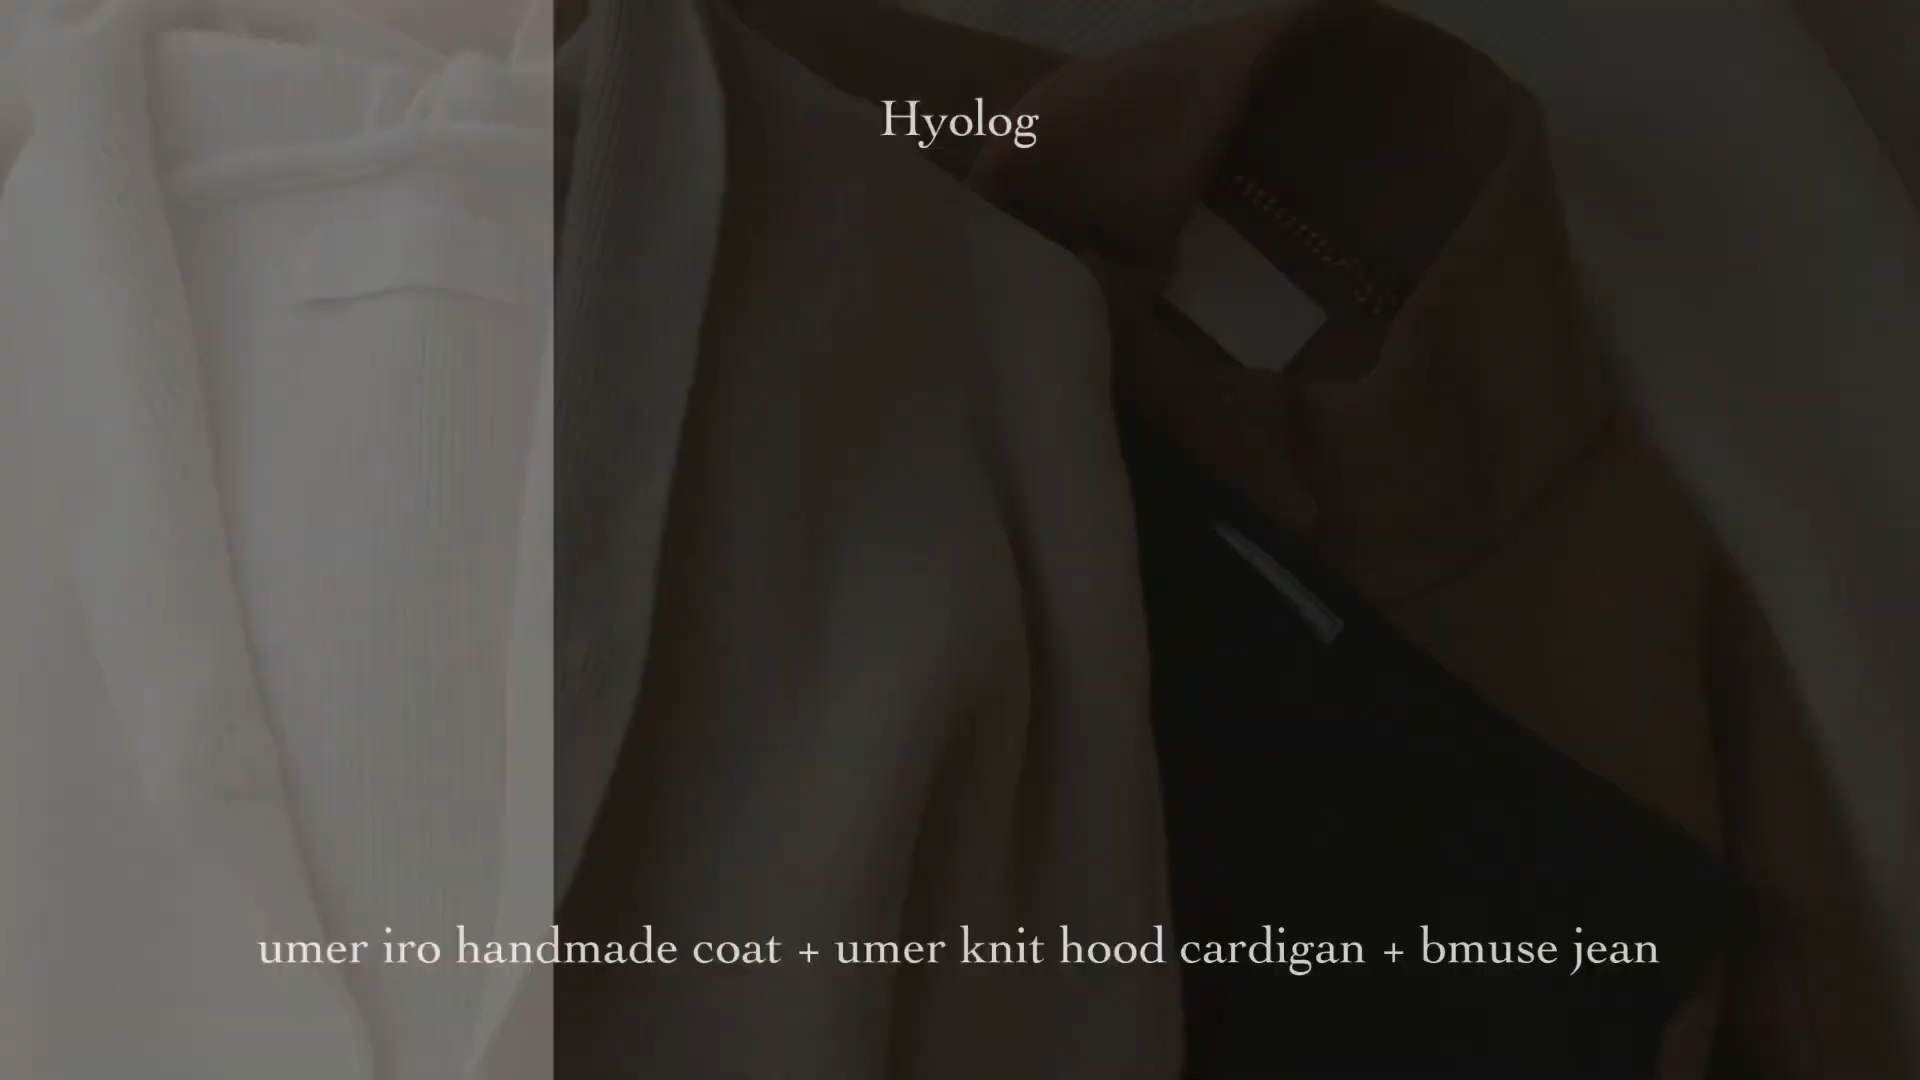 Hyolog
umer iro handmade coat + umer knit hood cardigan + bmuse jean